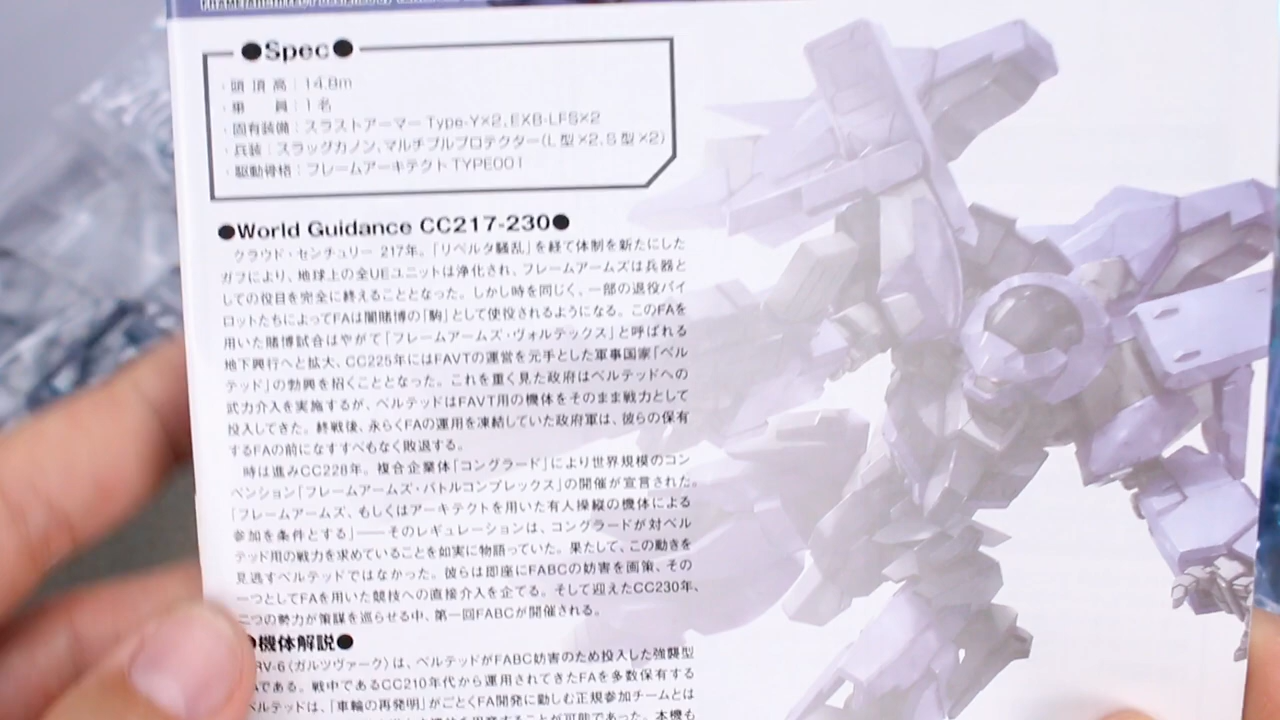 ●Spec●
・頭頂高：14.8m
・乗　員：1名
・固有装備：スラストアーマー Type-Y×2、EXB-LFS×2
・兵装：スラッグカノン、マルチプルプロテクター(L型×2、S型×2)
・駆動骨格：フレームアーキテクト TYPE001
●World Guidance CC217-230●
クラウド・センチュリー 217年。「リベルタ騒乱」を経て体制を新たにした
ガフにより、地球上の全UEユニットは浄化され、フレームアームズは兵器と
しての役目を完全に終えることとなった。しかし時を同じく、一部の退役パイ
ロットたちによってFAは闇賭博の「駒」として使役されるようになる。このFAを
用いた賭博試合はやがて「フレームアームズ・ヴォルテックス」と呼ばれる
地下興行へと拡大、CC225年にはFAVTの運営を元手とした軍事国家「ベル
テッド」の勃興を招くこととなった。これを重く見た政府はベルテッドへの
武力介入を実施するが、ベルテッドはFAVT用の機体をそのまま戦力として
投入してきた。終戦後、永らくFAの運用を凍結していた政府軍は、彼らの保有
するFAの前になすすべもなく敗退する。
時は進みCC228年。複合企業体「コングラード」により世界規模のコン
ペンション「フレームアームズ・バトルコンプレックス」の開催が宣言された。
「フレームアームズ、もしくはアーキテクトを用いた有人操縦の機体による
参加を条件とする」――そのレギュレーションは、コングラードが対ベル
テッド用の戦力を求めていることを如実に物語っていた。果たして、この動きを
見逃すベルテッドではなかった。彼らは即座にFABCの妨害を画策、その
一つとしてFAを用いた競技への直接介入を企てる。そして迎えたCC230年、
二つの勢力が策謀を巡らせる中、第一回FABCが開催される。
●機体解説●
RV-6〈ガルツヴァーク〉は、ベルテッドがFABC妨害のため投入した強襲型
である。戦中であるCC210年代から運用されてきたFAを多数保有する
ベルテッドは、「車輪の再発明」がごとくFA開発に勤しむ正規参加チームとは
することが可能であった。本機も